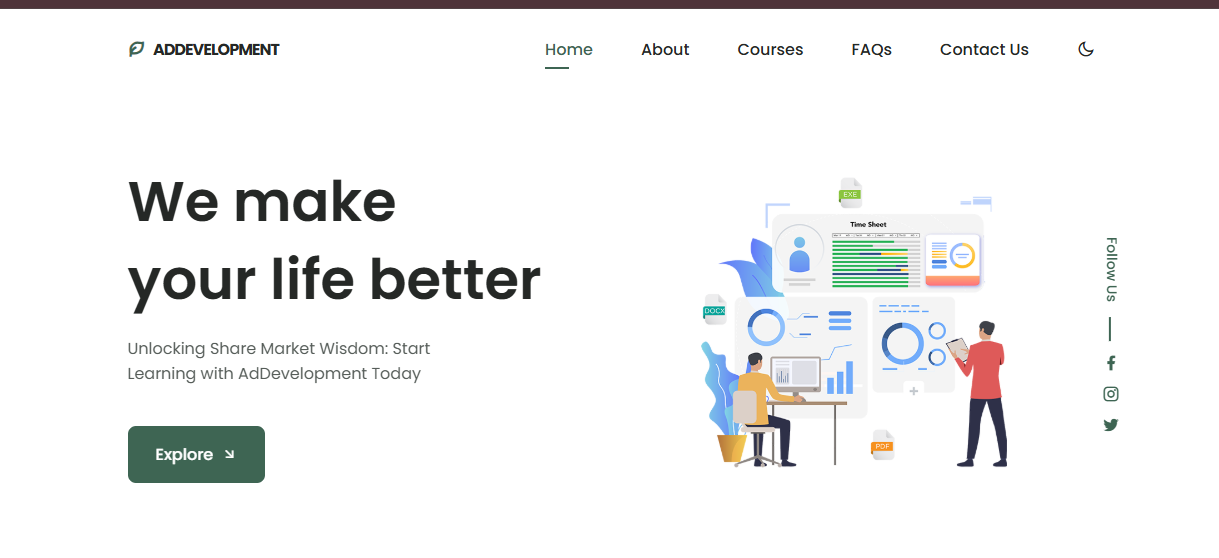 ADDEVELOPMENT
Home About Courses FAQs Contact Us
We make
your life better
Unlocking Share Market Wisdom: Start
Learning with AdDevelopment Today
Explore
EXE
Time Sheet
DOCX
PDF
Follow Us